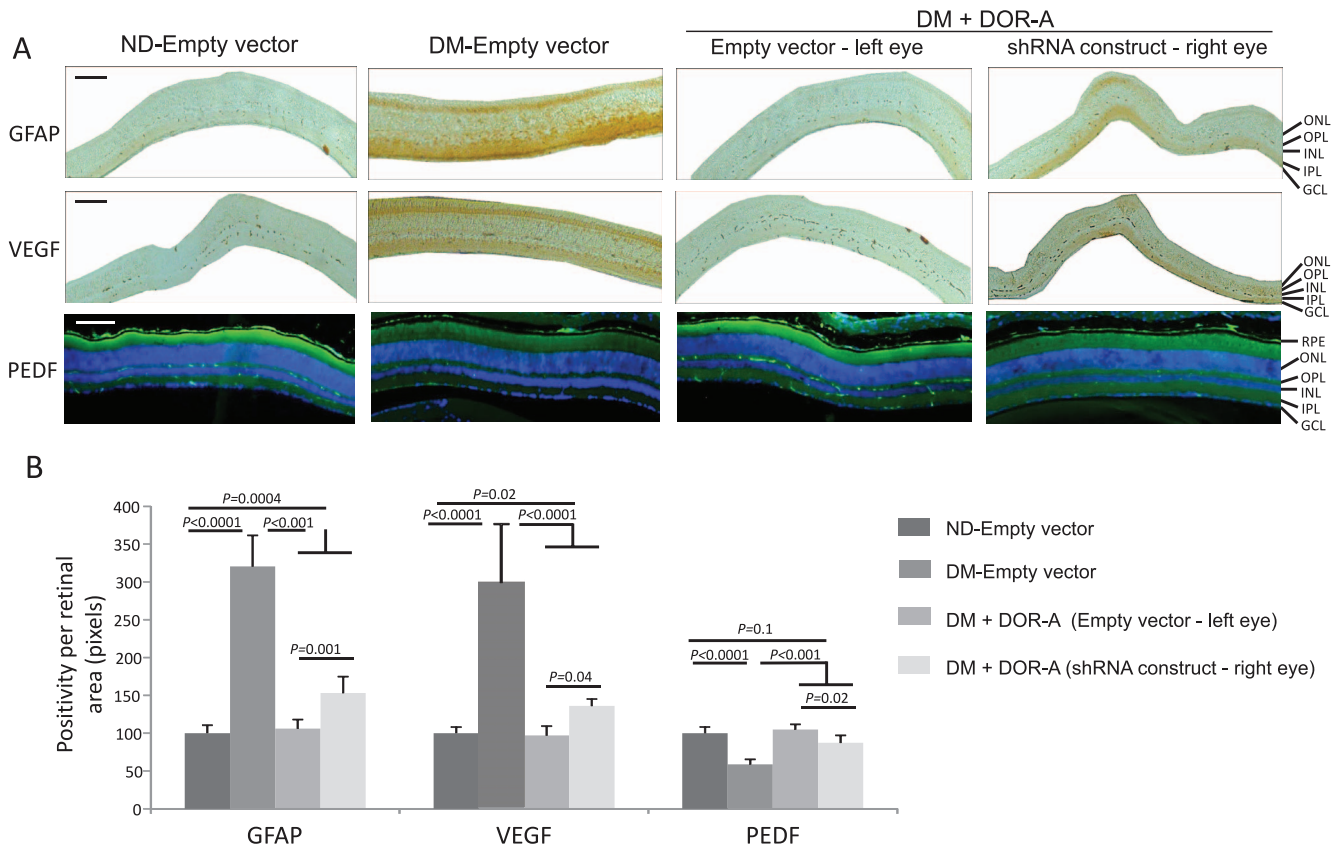 DM + DOR-A
A
ND-Empty vector
DM-Empty vector
Empty vector - left eye
shRNA construct - right eye
GFAP
ONL
OPL
INL
IPL
GCL
VEGF
ONL
OPL
INL
IPL
GCL
PEDF
RPE
ONL
OPL
INL
IPL
GCL
B
Positivity per retinal
area (pixels)
400
350
300
250
200
150
100
50
0
P=0.0004
P<0.0001
P<0.001
P=0.001
P=0.02
P<0.0001
P<0.0001
P=0.04
P=0.1
P<0.0001
P<0.001
P=0.02
GFAP
VEGF
PEDF
ND-Empty vector
DM-Empty vector
DM + DOR-A (Empty vector - left eye)
DM + DOR-A (shRNA construct - right eye)